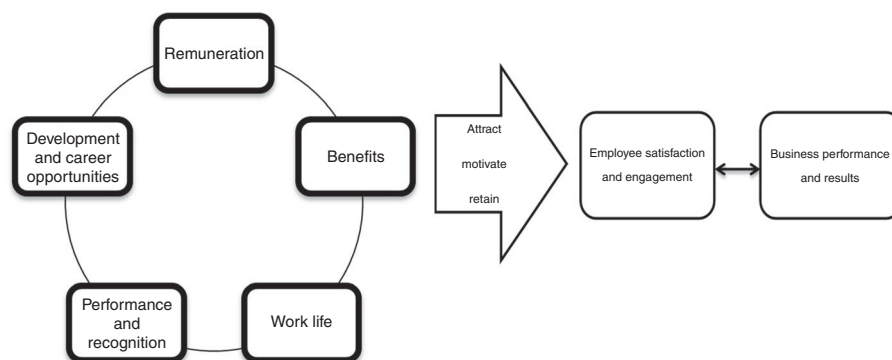 Remuneration
Benefits
Work life
Performance
and
recognition
Development
and career
opportunities
Attract
motivate
retain
Employee satisfaction
and engagement
Business performance
and results